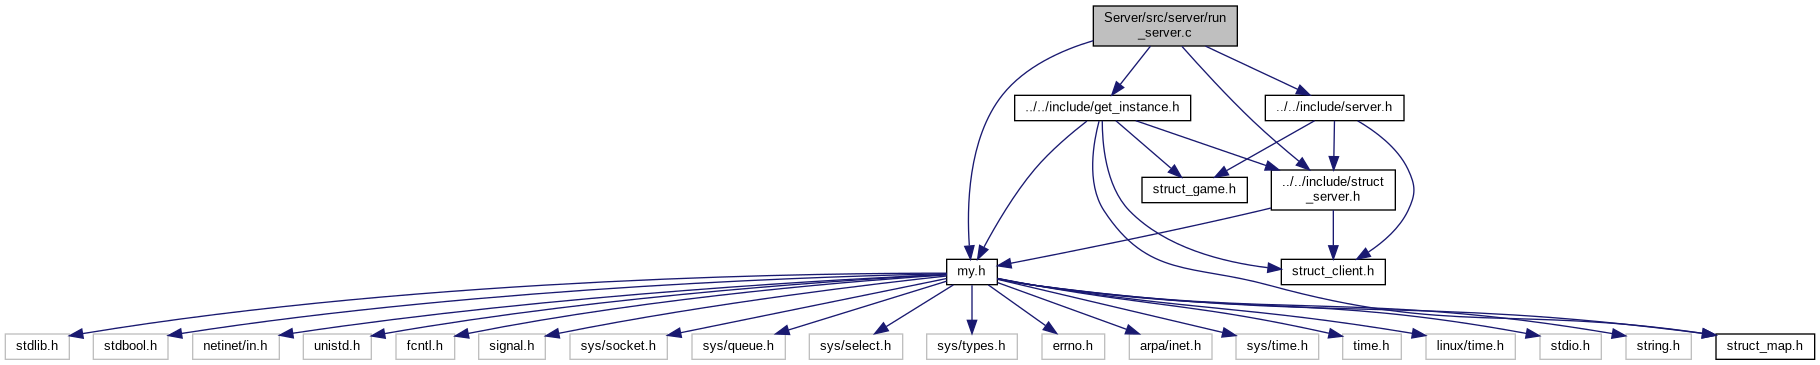 Server/src/server/run
_server.c
../../include/get_instance.h
../../include/server.h
struct_game.h
../../include/struct
_server.h
my.h
struct_client.h
stdlib.h
stdbool.h
netinet/in.h
unistd.h
fcntl.h
signal.h
sys/socket.h
sys/queue.h
sys/select.h
sys/types.h
errno.h
arpa/inet.h
sys/time.h
time.h
linux/time.h
stdio.h
string.h
struct_map.h